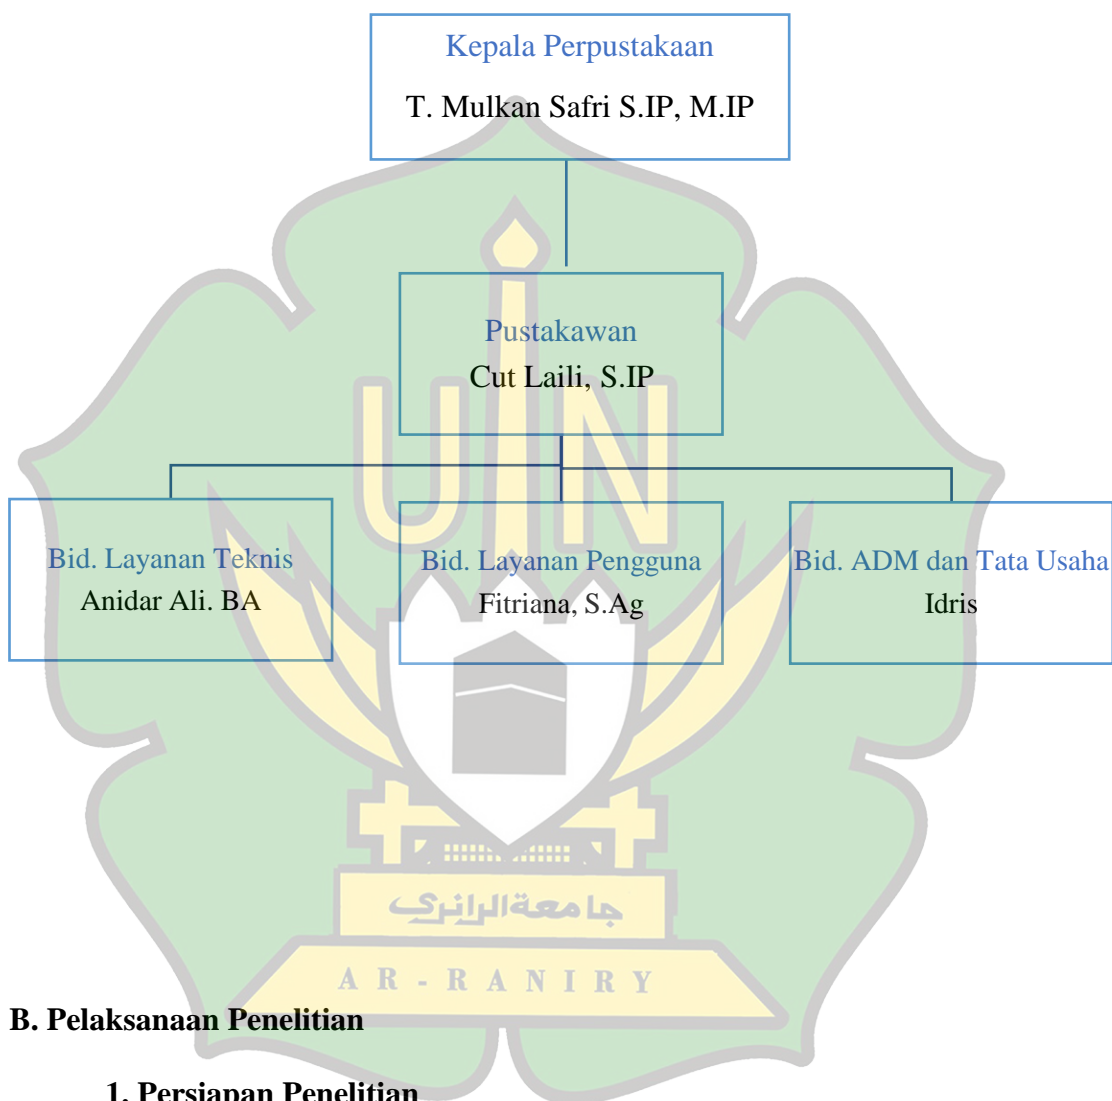 Kepala Perpustakaan
T. Mulkan Safri S.IP, M.IP
Pustakawan
Cut Laili, S.IP
UIN
Bid. Layanan Teknis
Anidar Ali. BA
Bid. Layanan Pengguna
Fitriana, S.Ag
Bid. ADM dan Tata Usaha
Idris
جامعة الرانري
AR-RANIRY
B. Pelaksanaan Penelitian
1. Persiapan Penelitian